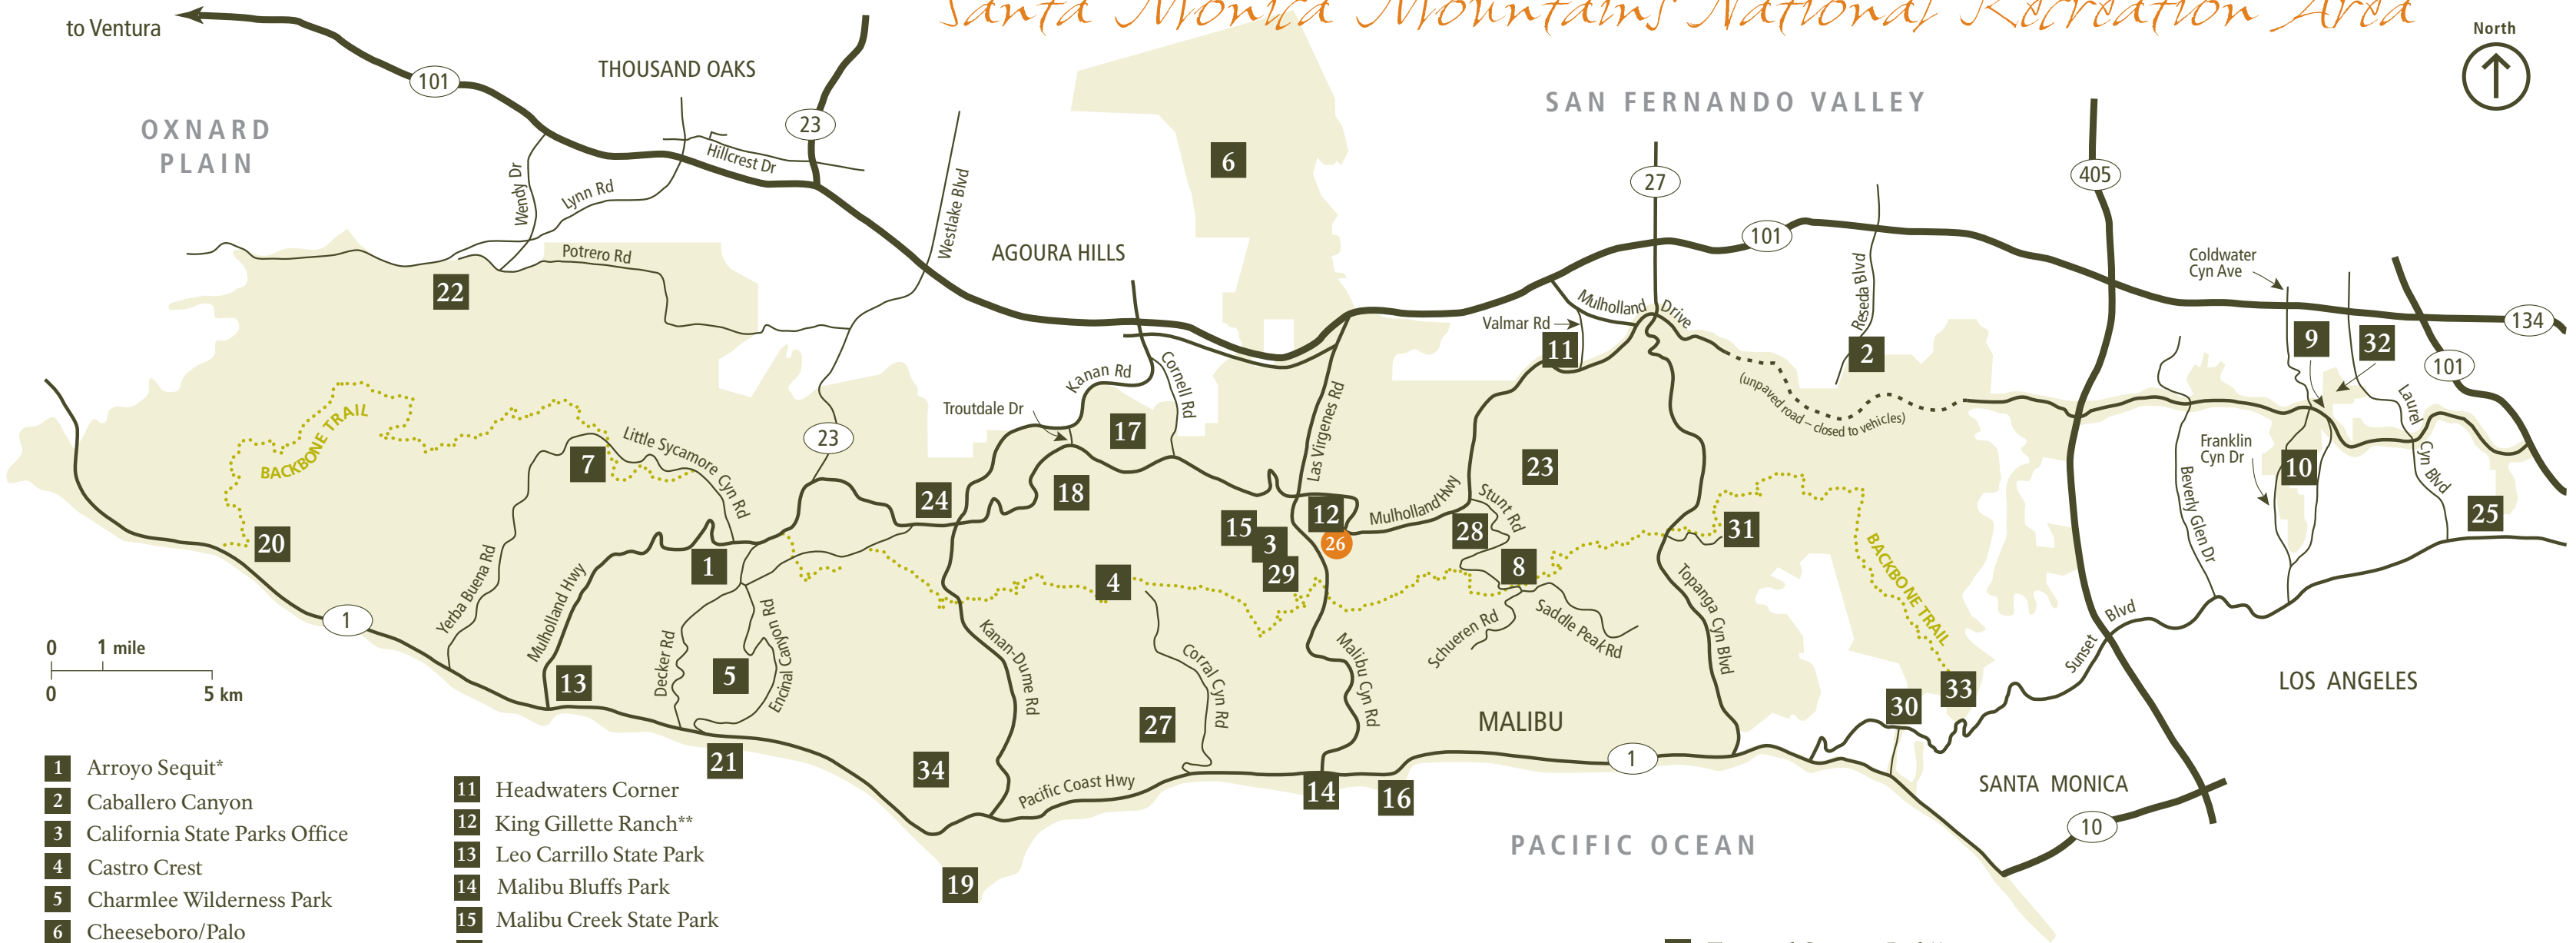 Santa Monica Mountains National Recreation Area
to Ventura
North
THOUSAND OAKS
101
23
SAN FERNANDO VALLEY
OXNARD
PLAIN
Hillcrest Dr
6
27
405
Wendy Dr
Lynn Rd
Westlake Blvd
AGOURA HILLS
101
Reseda Blvd
Coldwater
Cyn Ave
Potrero Rd
22
Mulholland Drive
Valmar Rd
11
2
9
32
134
101
Kanan Rd
Cornell Rd
Troutdale Dr
17
Las Virgenes Rd
(unpaved road – closed to vehicles)
Laurel Cyn Blvd
BACKBONE TRAIL
Little Sycamore Cyn Rd
7
23
18
24
23
Franklin
Cyn Dr
10
Beverly Glen Dr
25
20
Yerba Buena Rd
Mulholland Hwy
1
15
3
29
12
26
Mulholland Hwy
Stunt Rd
28
8
31
BACKBONE TRAIL
4
1
Topanga Cyn Blvd
Decker Rd
Encinal Canyon Rd
5
Kanan-Dume Rd
Corral Cyn Rd
Malibu Cyn Rd
Schueren Rd
Saddle Peak Rd
Sunset Blvd
0 1 mile
0 5 km
13
27
MALIBU
30
33
LOS ANGELES
21
34
Pacific Coast Hwy
14
16
1
SANTA MONICA
10
PACIFIC OCEAN
19
1 Arroyo Sequit*
2 Caballero Canyon
3 California State Parks Office
4 Castro Crest
5 Charmlee Wilderness Park
6 Cheeseboro/Palo
11 Headwaters Corner
12 King Gillette Ranch**
13 Leo Carrillo State Park
14 Malibu Bluffs Park
15 Malibu Creek State Park